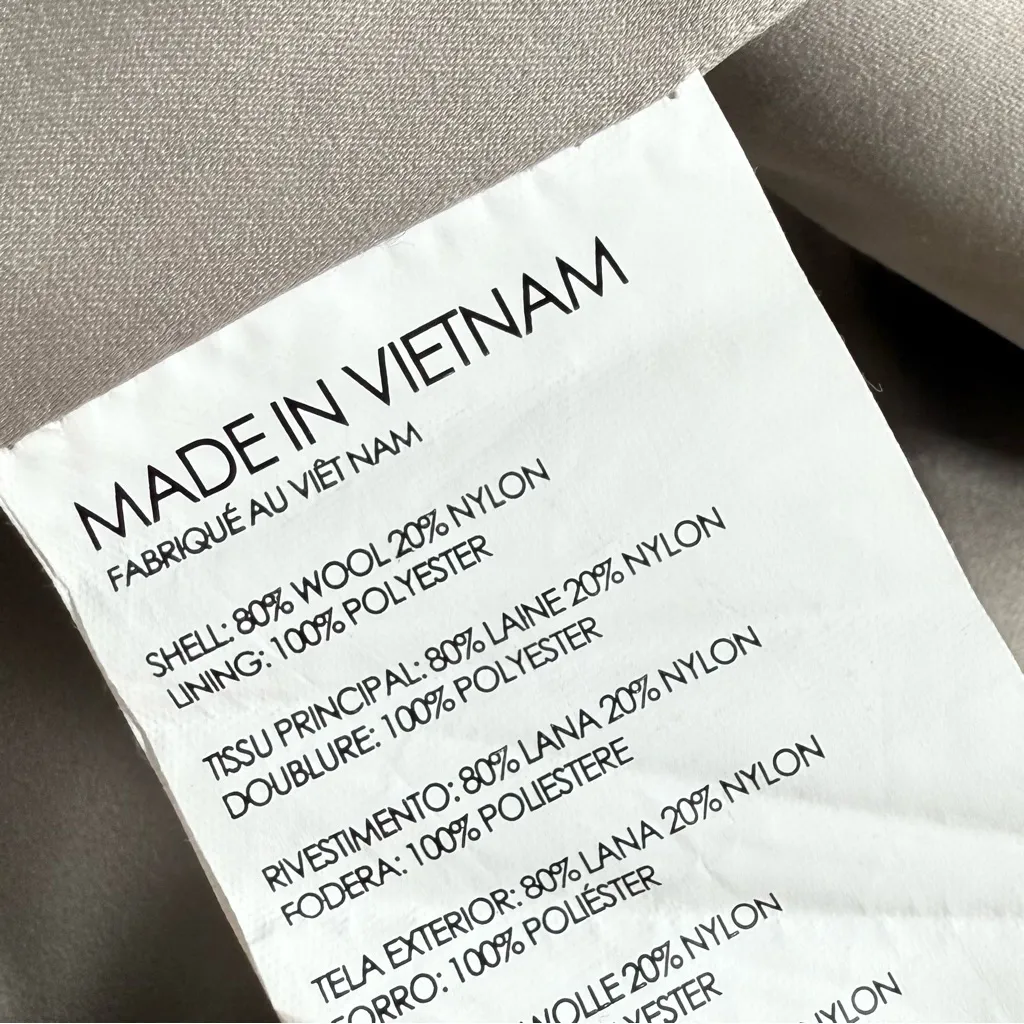 MADE IN VIETNAM
FABRIQUÉ AU VIÊT NAM
SHELL: 80% WOOL 20% NYLON
LINING: 100% POLYESTER
TISSU PRINCIPAL: 80% LAINE 20% NYLON
DOUBLURE: 100% POLYESTER
RIVESTIMENTO: 80% LANA 20% NYLON
FODERA: 100% POLIESTERE
TELA EXTERIOR: 80% LANA 20% NYLON
FORRO: 100% POLIÉSTER
WOLLE 20% NYLON
YESTER
NYLON